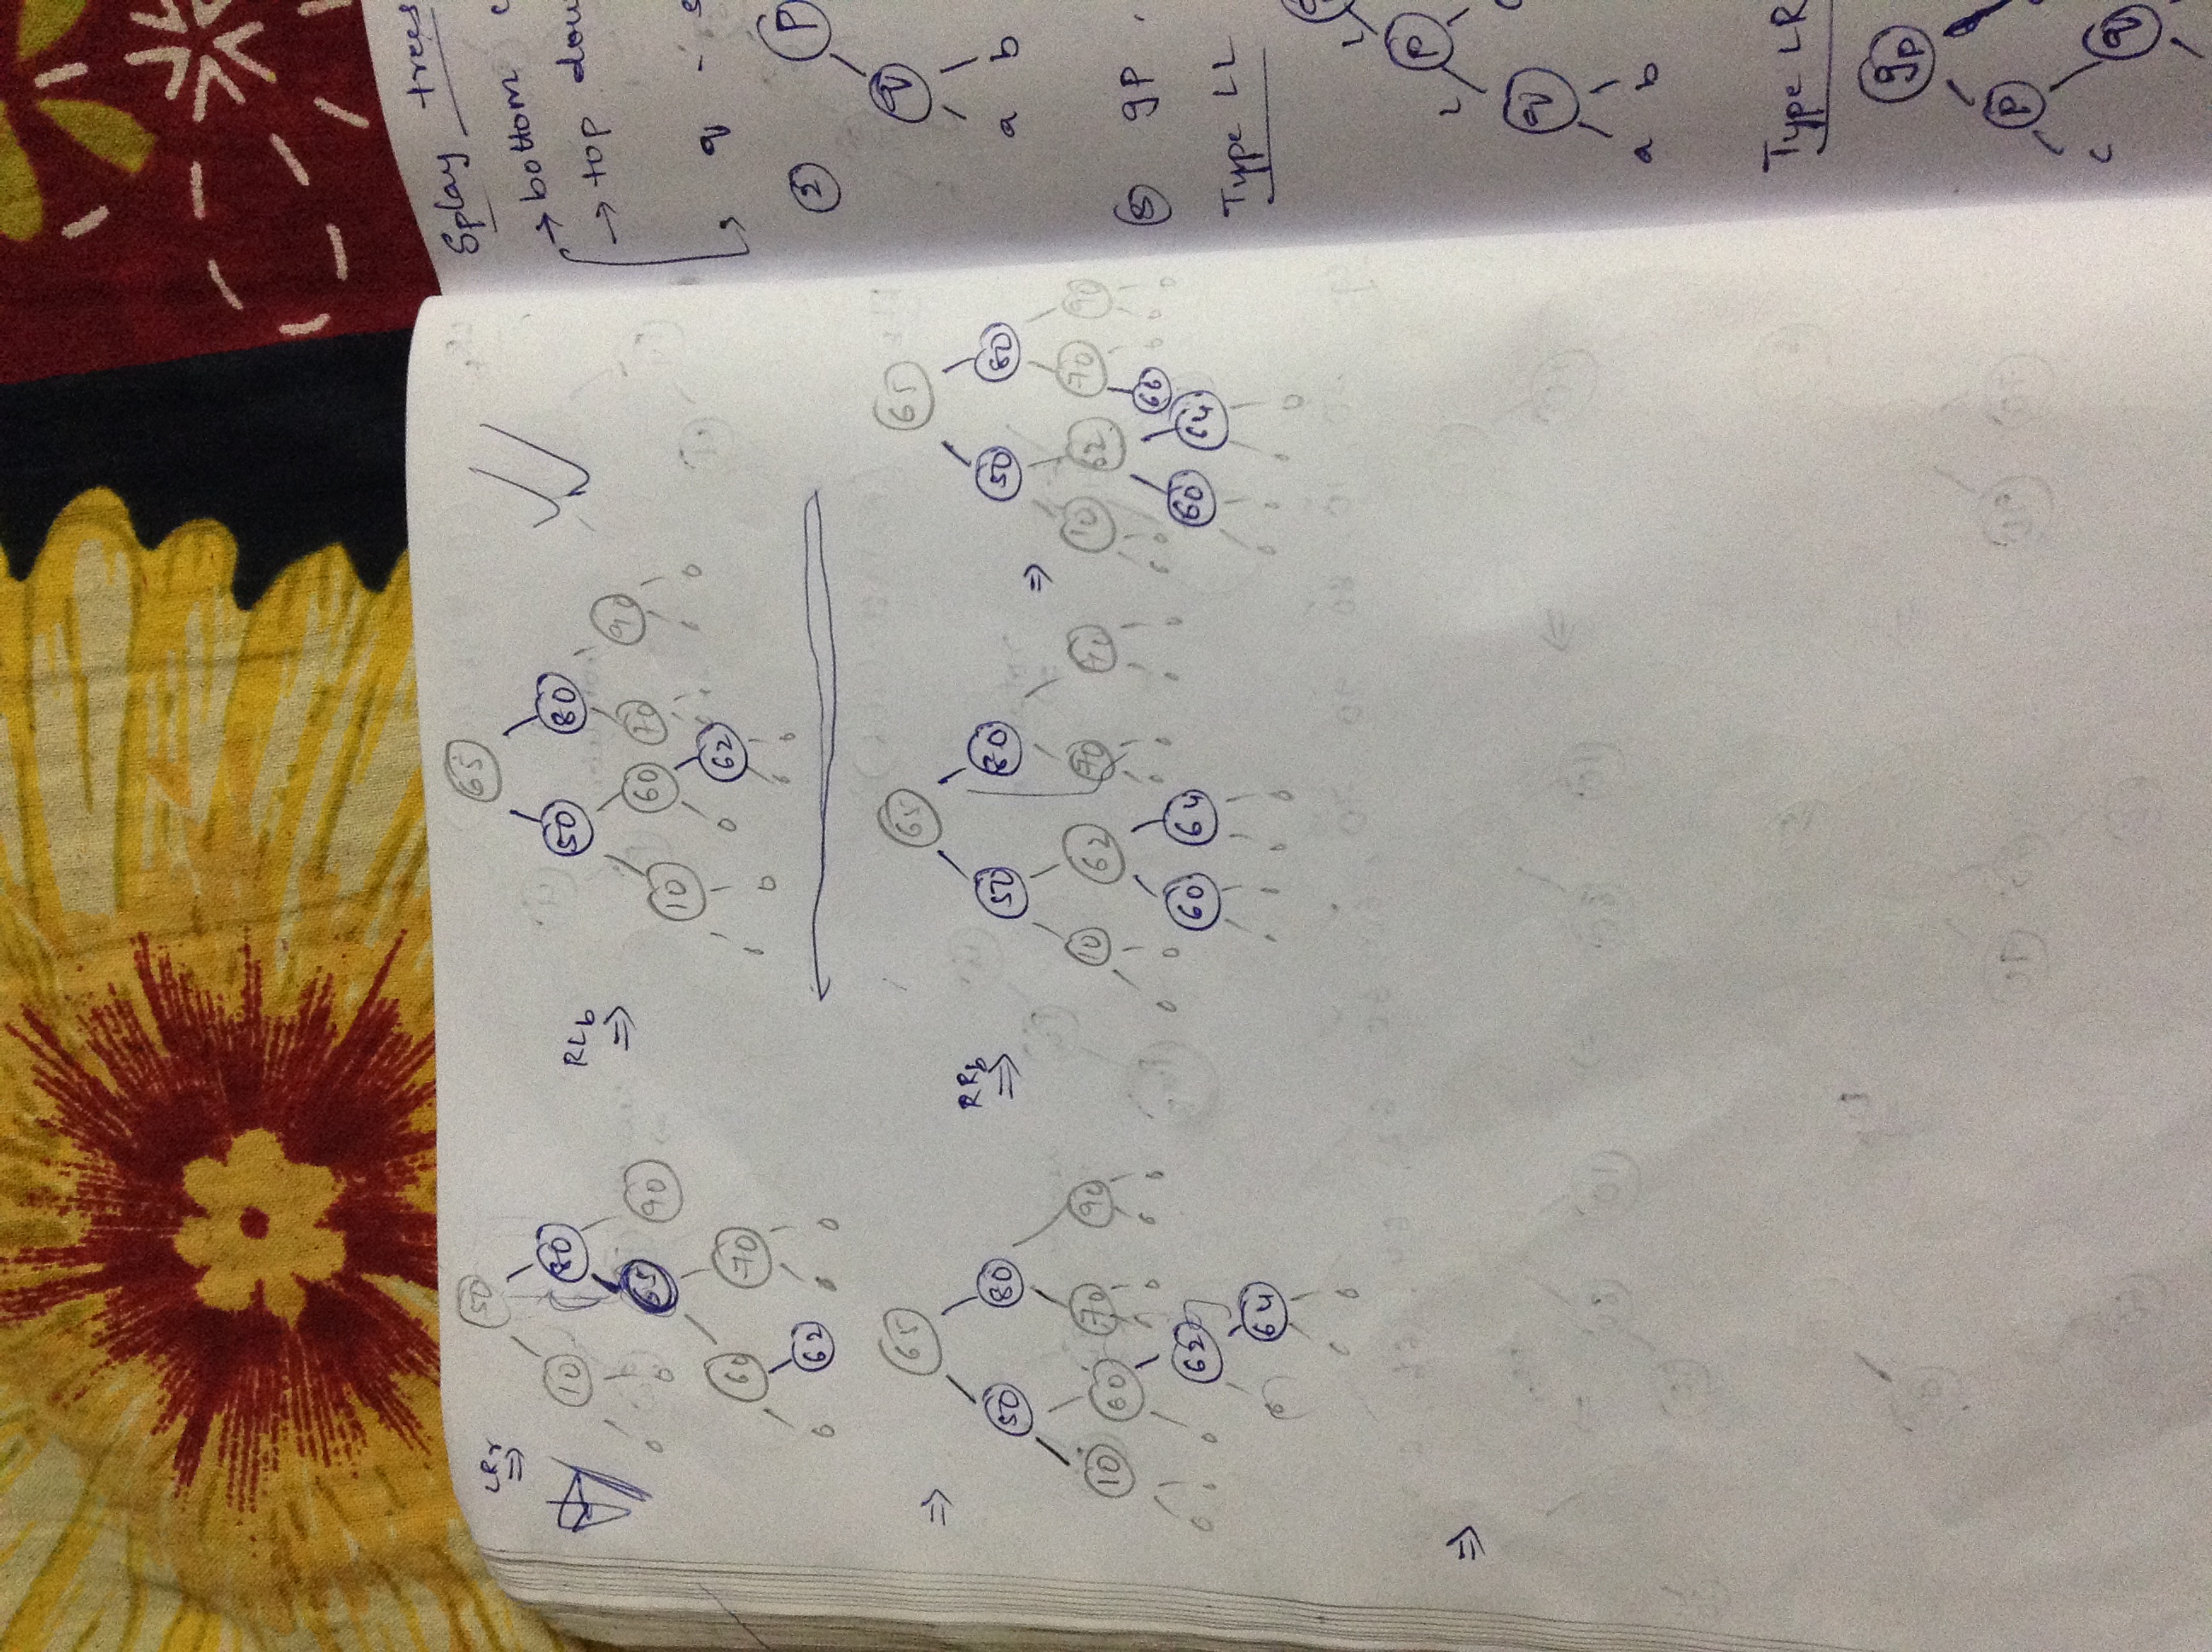 LRr
⇒
50
10 80
0 0 65 90
60 70
0 62 0 0
RLb
⇒
65
50 80
10 60 70 90
0 0 0 62 0 0
0 0
⇒
65
50 80
10 60 70 90
0 0 0 62 0 0 0
0 64
0 0
RRb
⇒
65
50 80
10 62 70 90
0 0 60 64 0 0 0 0
0 0 0 0
⇒
65
50 80
10 62 70 90
0 0 60 64 66 0 0 0
0 0 0 0
⇒
Splay trees
→ bottom
→ top dow
q - s
② p
q
a b
gp
Type LL
p
L
q
a b
Type LR
gp
p
c
q